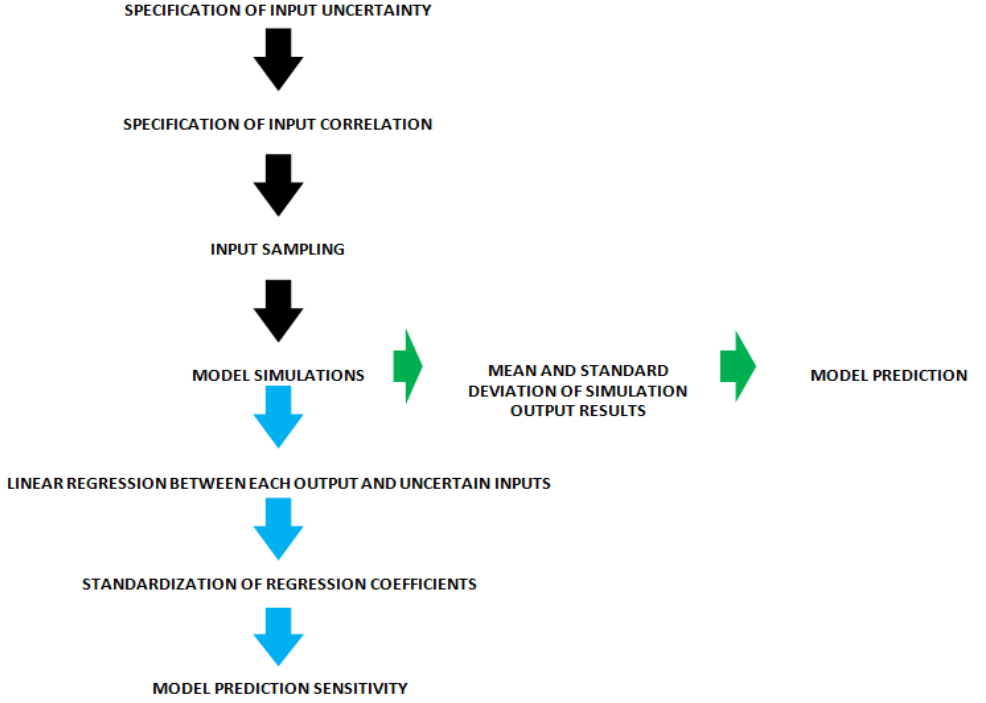 SPECIFICATION OF INPUT UNCERTAINTY
SPECIFICATION OF INPUT CORRELATION
INPUT SAMPLING
MODEL SIMULATIONS
MEAN AND STANDARD
DEVIATION OF SIMULATION
OUTPUT RESULTS
MODEL PREDICTION
LINEAR REGRESSION BETWEEN EACH OUTPUT AND UNCERTAIN INPUTS
STANDARDIZATION OF REGRESSION COEFFICIENTS
MODEL PREDICTION SENSITIVITY